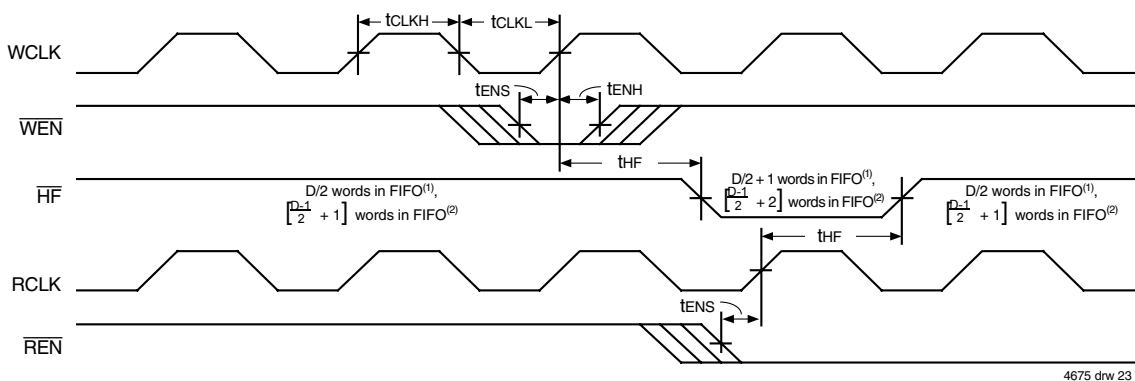 tCLKH tCLKL
WCLK
tENS tENH
WEN
tHF
HF
D/2 words in FIFO(1),
[D-1/2 + 1] words in FIFO(2)
D/2 + 1 words in FIFO(1),
[D-1/2 + 2] words in FIFO(2)
D/2 words in FIFO(1),
[D-1/2 + 1] words in FIFO(2)
tHF
RCLK
tENS
REN
4675 drw 23